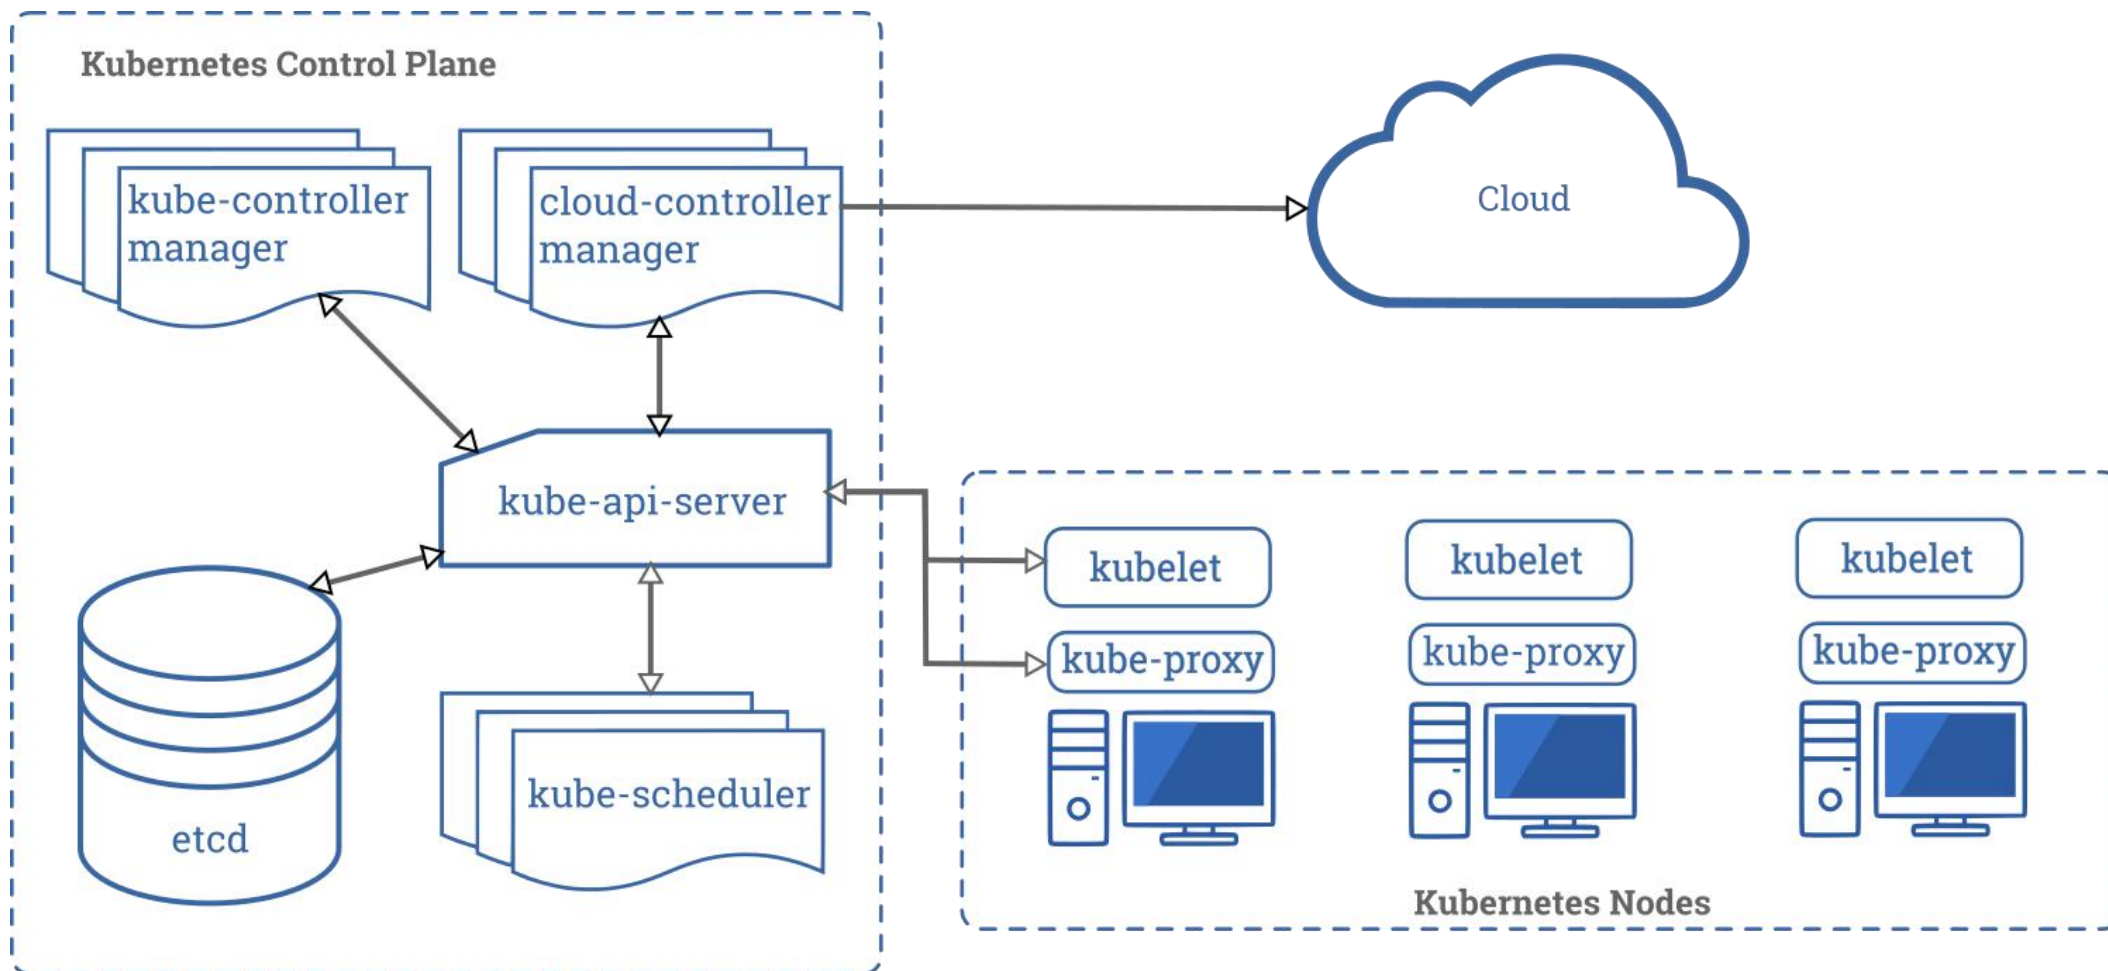 Kubernetes Control Plane
kube-controller
manager
cloud-controller
manager
Cloud
kube-api-server
kubelet
kubelet
kubelet
kube-proxy
kube-proxy
kube-proxy
kube-scheduler
etcd
Kubernetes Nodes